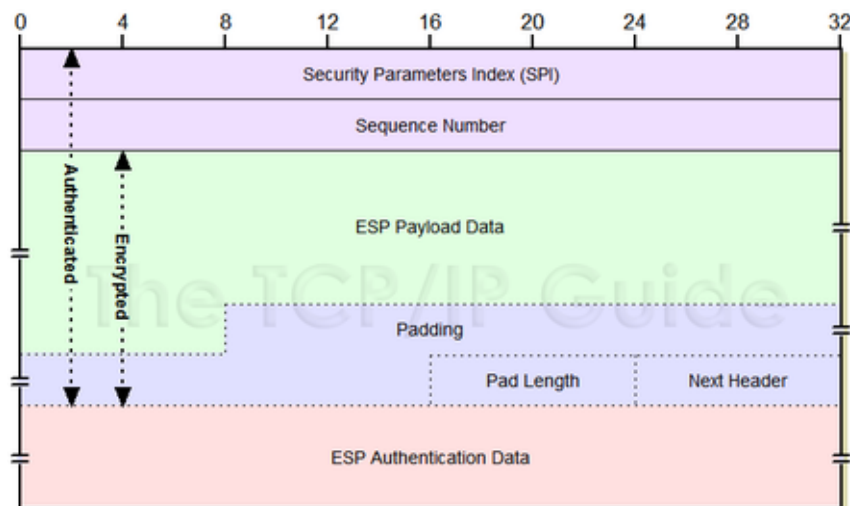 0 4 8 12 16 20 24 28 32
Security Parameters Index (SPI)
Sequence Number
Authenticated
Encrypted
ESP Payload Data
The TCP/IP Guide
Padding
Pad Length Next Header
ESP Authentication Data